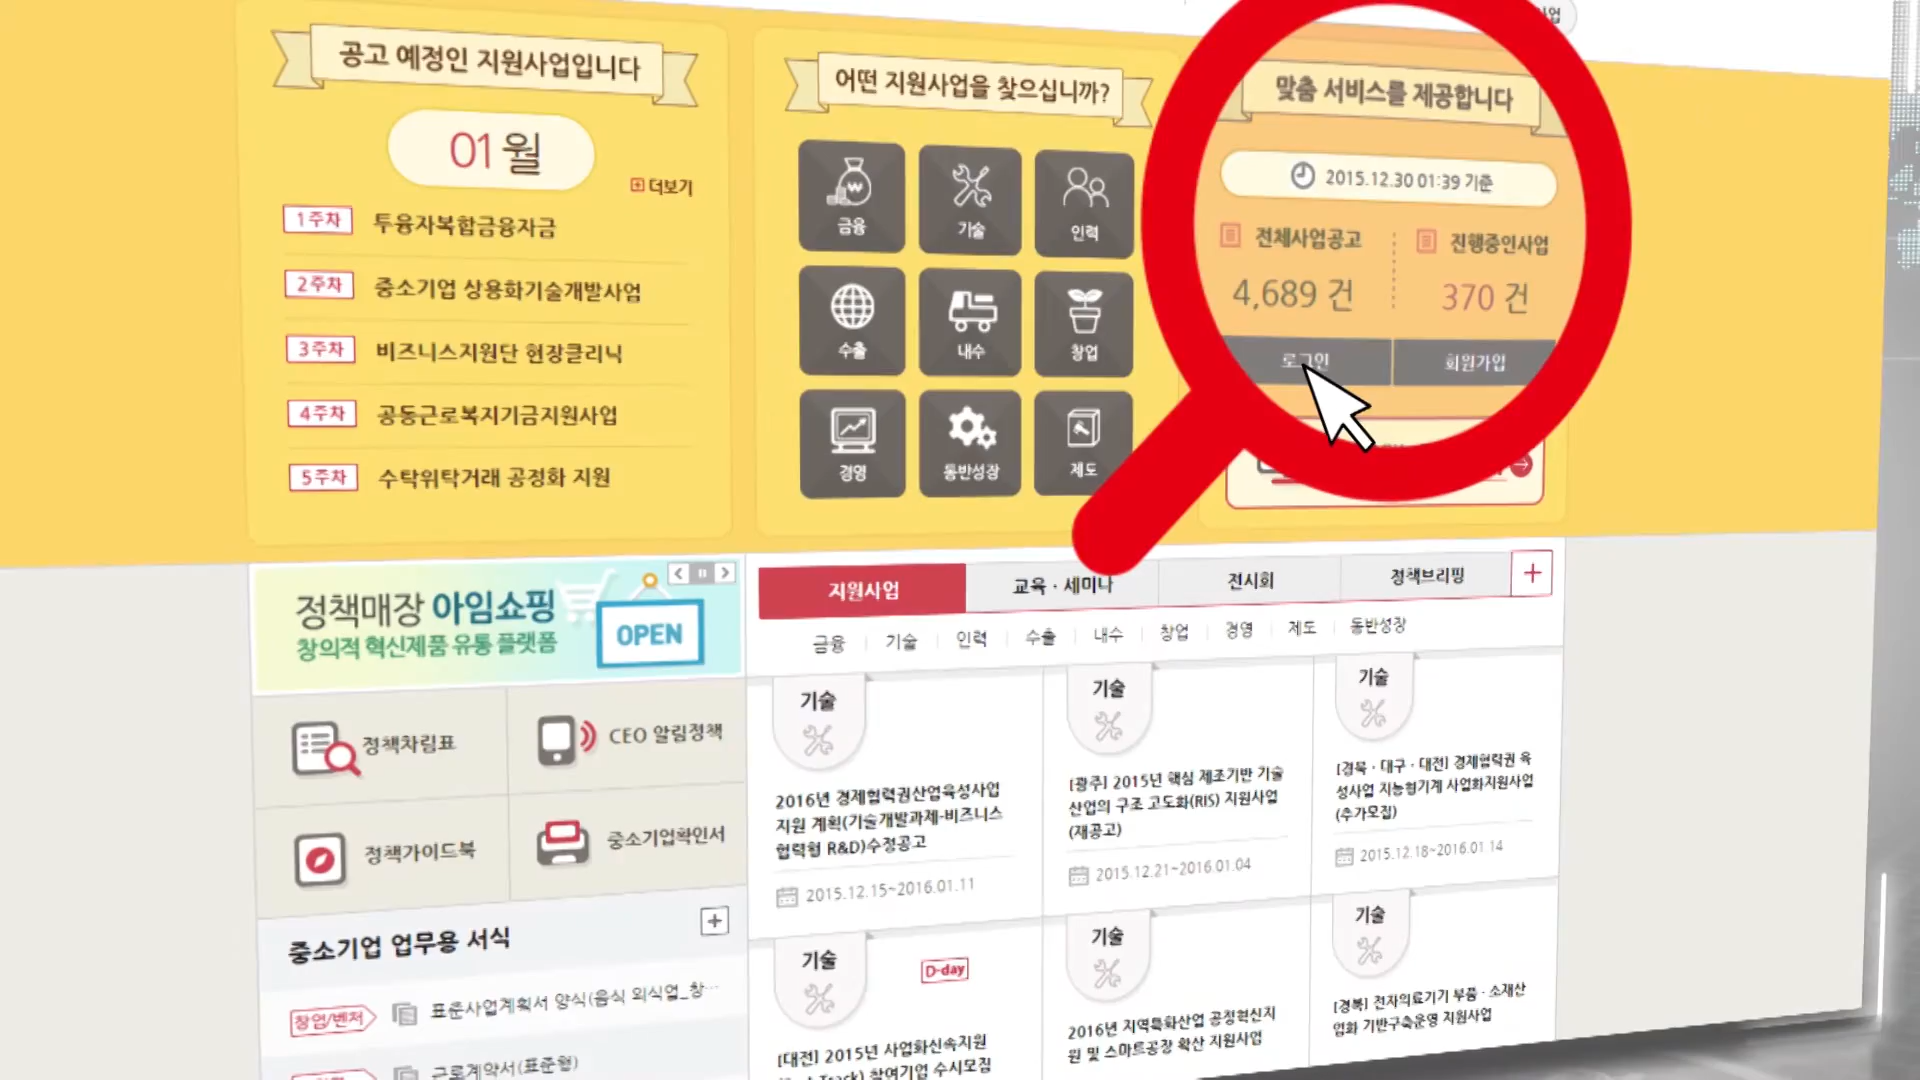 공고 예정인 지원사업입니다
01월
더보기
1주차 투융자복합금융자금
2주차 중소기업 상용화기술개발사업
3주차 비즈니스지원단 현장클리닉
4주차 공동근로복지기금지원사업
5주차 수탁위탁거래 공정화 지원
어떤 지원사업을 찾으십니까?
금융 기술 인력
수출 내수 창업
경영 동반성장 제도
맞춤 서비스를 제공합니다
2015.12.30 01:39 기준
전체사업공고 진행중인사업
4,689 건 370 건
로그인 회원가입
정책매장 아임쇼핑
창의적 혁신제품 유통 플랫폼
OPEN
정책차림표
CEO 알림정책
정책가이드북
중소기업확인서
중소기업 업무용 서식
창업/벤처 표준사업계획서 양식(음식 외식업_창…
근로계약서(표준형)
지원사업 교육·세미나 전시회 정책브리핑
금융 기술 인력 수출 내수 창업 경영 제도 동반성장
기술
2016년 경제협력권산업육성사업
지원 계획(기술개발과제-비즈니스
협력형 R&D)수정공고
2015.12.15~2016.01.11
기술
[광주] 2015년 핵심 제조기반 기술
산업의 구조 고도화(RIS) 지원사업
(재공고)
2015.12.21~2016.01.04
기술
[경북·대구·대전] 경제협력권 육
성사업 지능형기계 사업화지원사업
(추가모집)
2015.12.18~2016.01.14
기술
D-day
[대전] 2015년 사업화신속지원
참여기업 수시모집
기술
2016년 지역특화산업 공정혁신지
원 및 스마트공장 확산 지원사업
기술
[경북] 전자의료기기 부품·소재산
업화 기반구축운영 지원사업